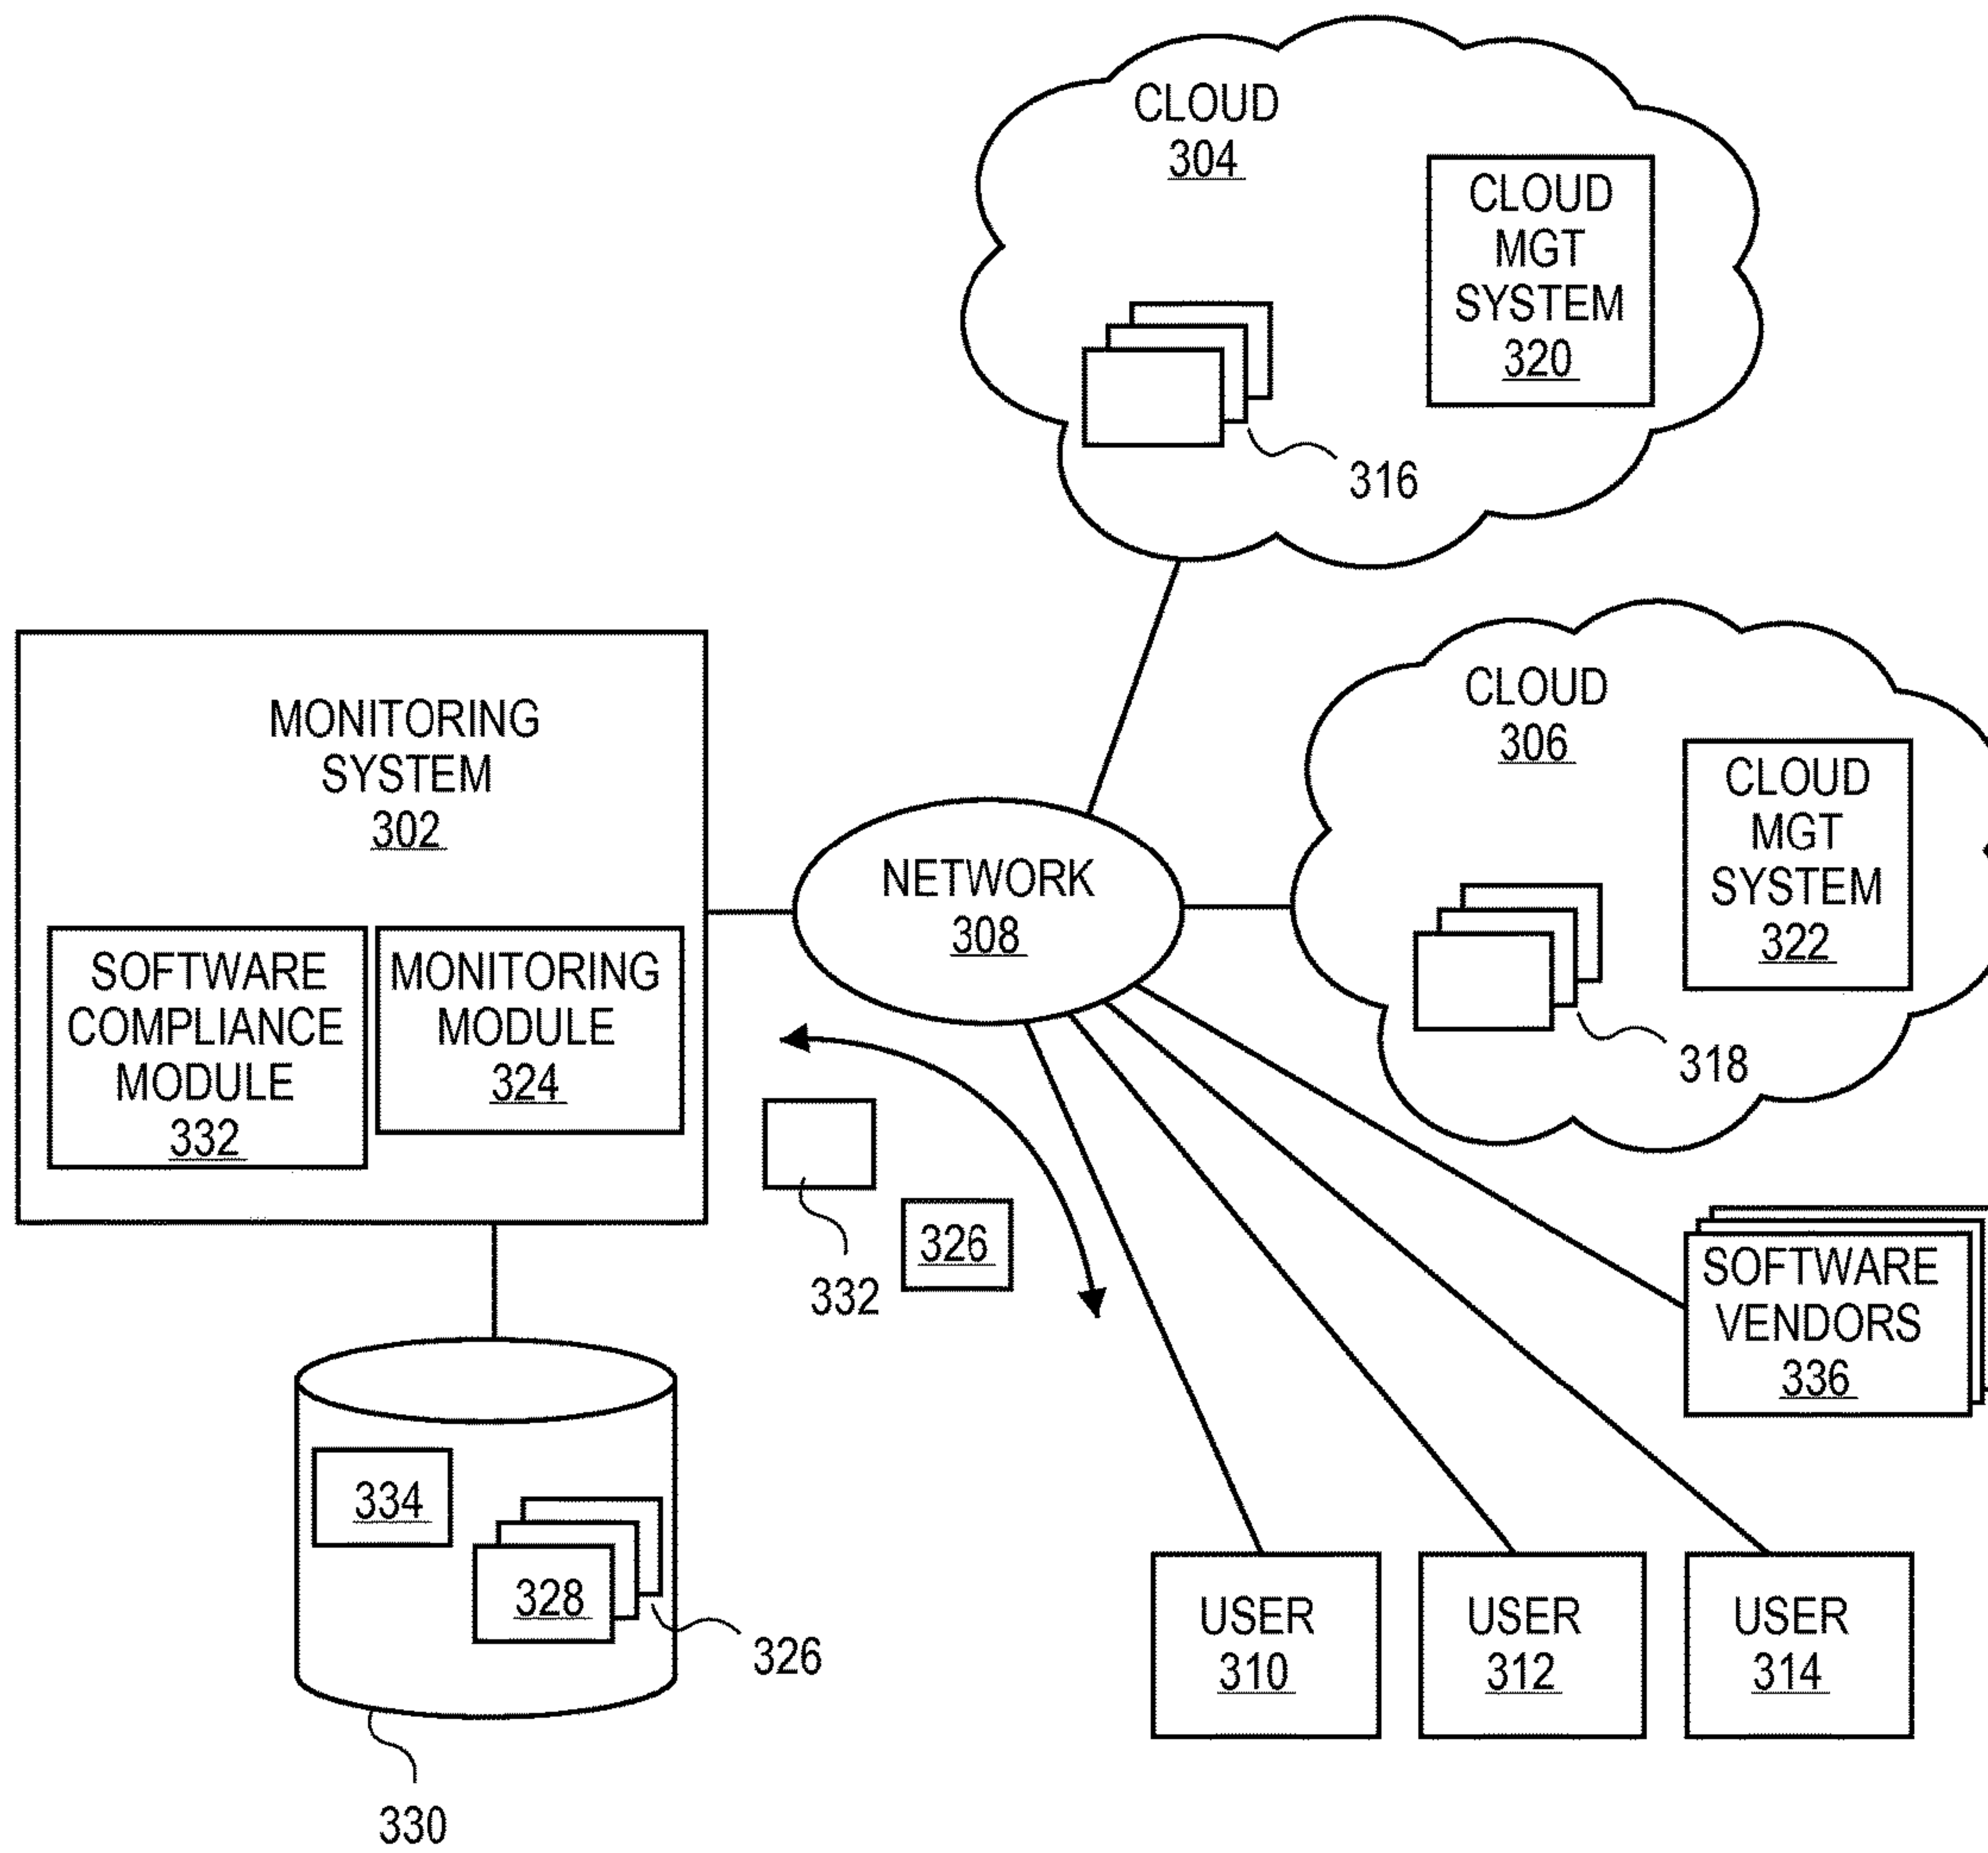 CLOUD
304
CLOUD
MGT
SYSTEM
320
316
MONITORING
SYSTEM
302
SOFTWARE
COMPLIANCE
MODULE
332
MONITORING
MODULE
324
NETWORK
308
CLOUD
306
CLOUD
MGT
SYSTEM
322
318
332
326
SOFTWARE
VENDORS
336
334
328
326
330
USER
310
USER
312
USER
314